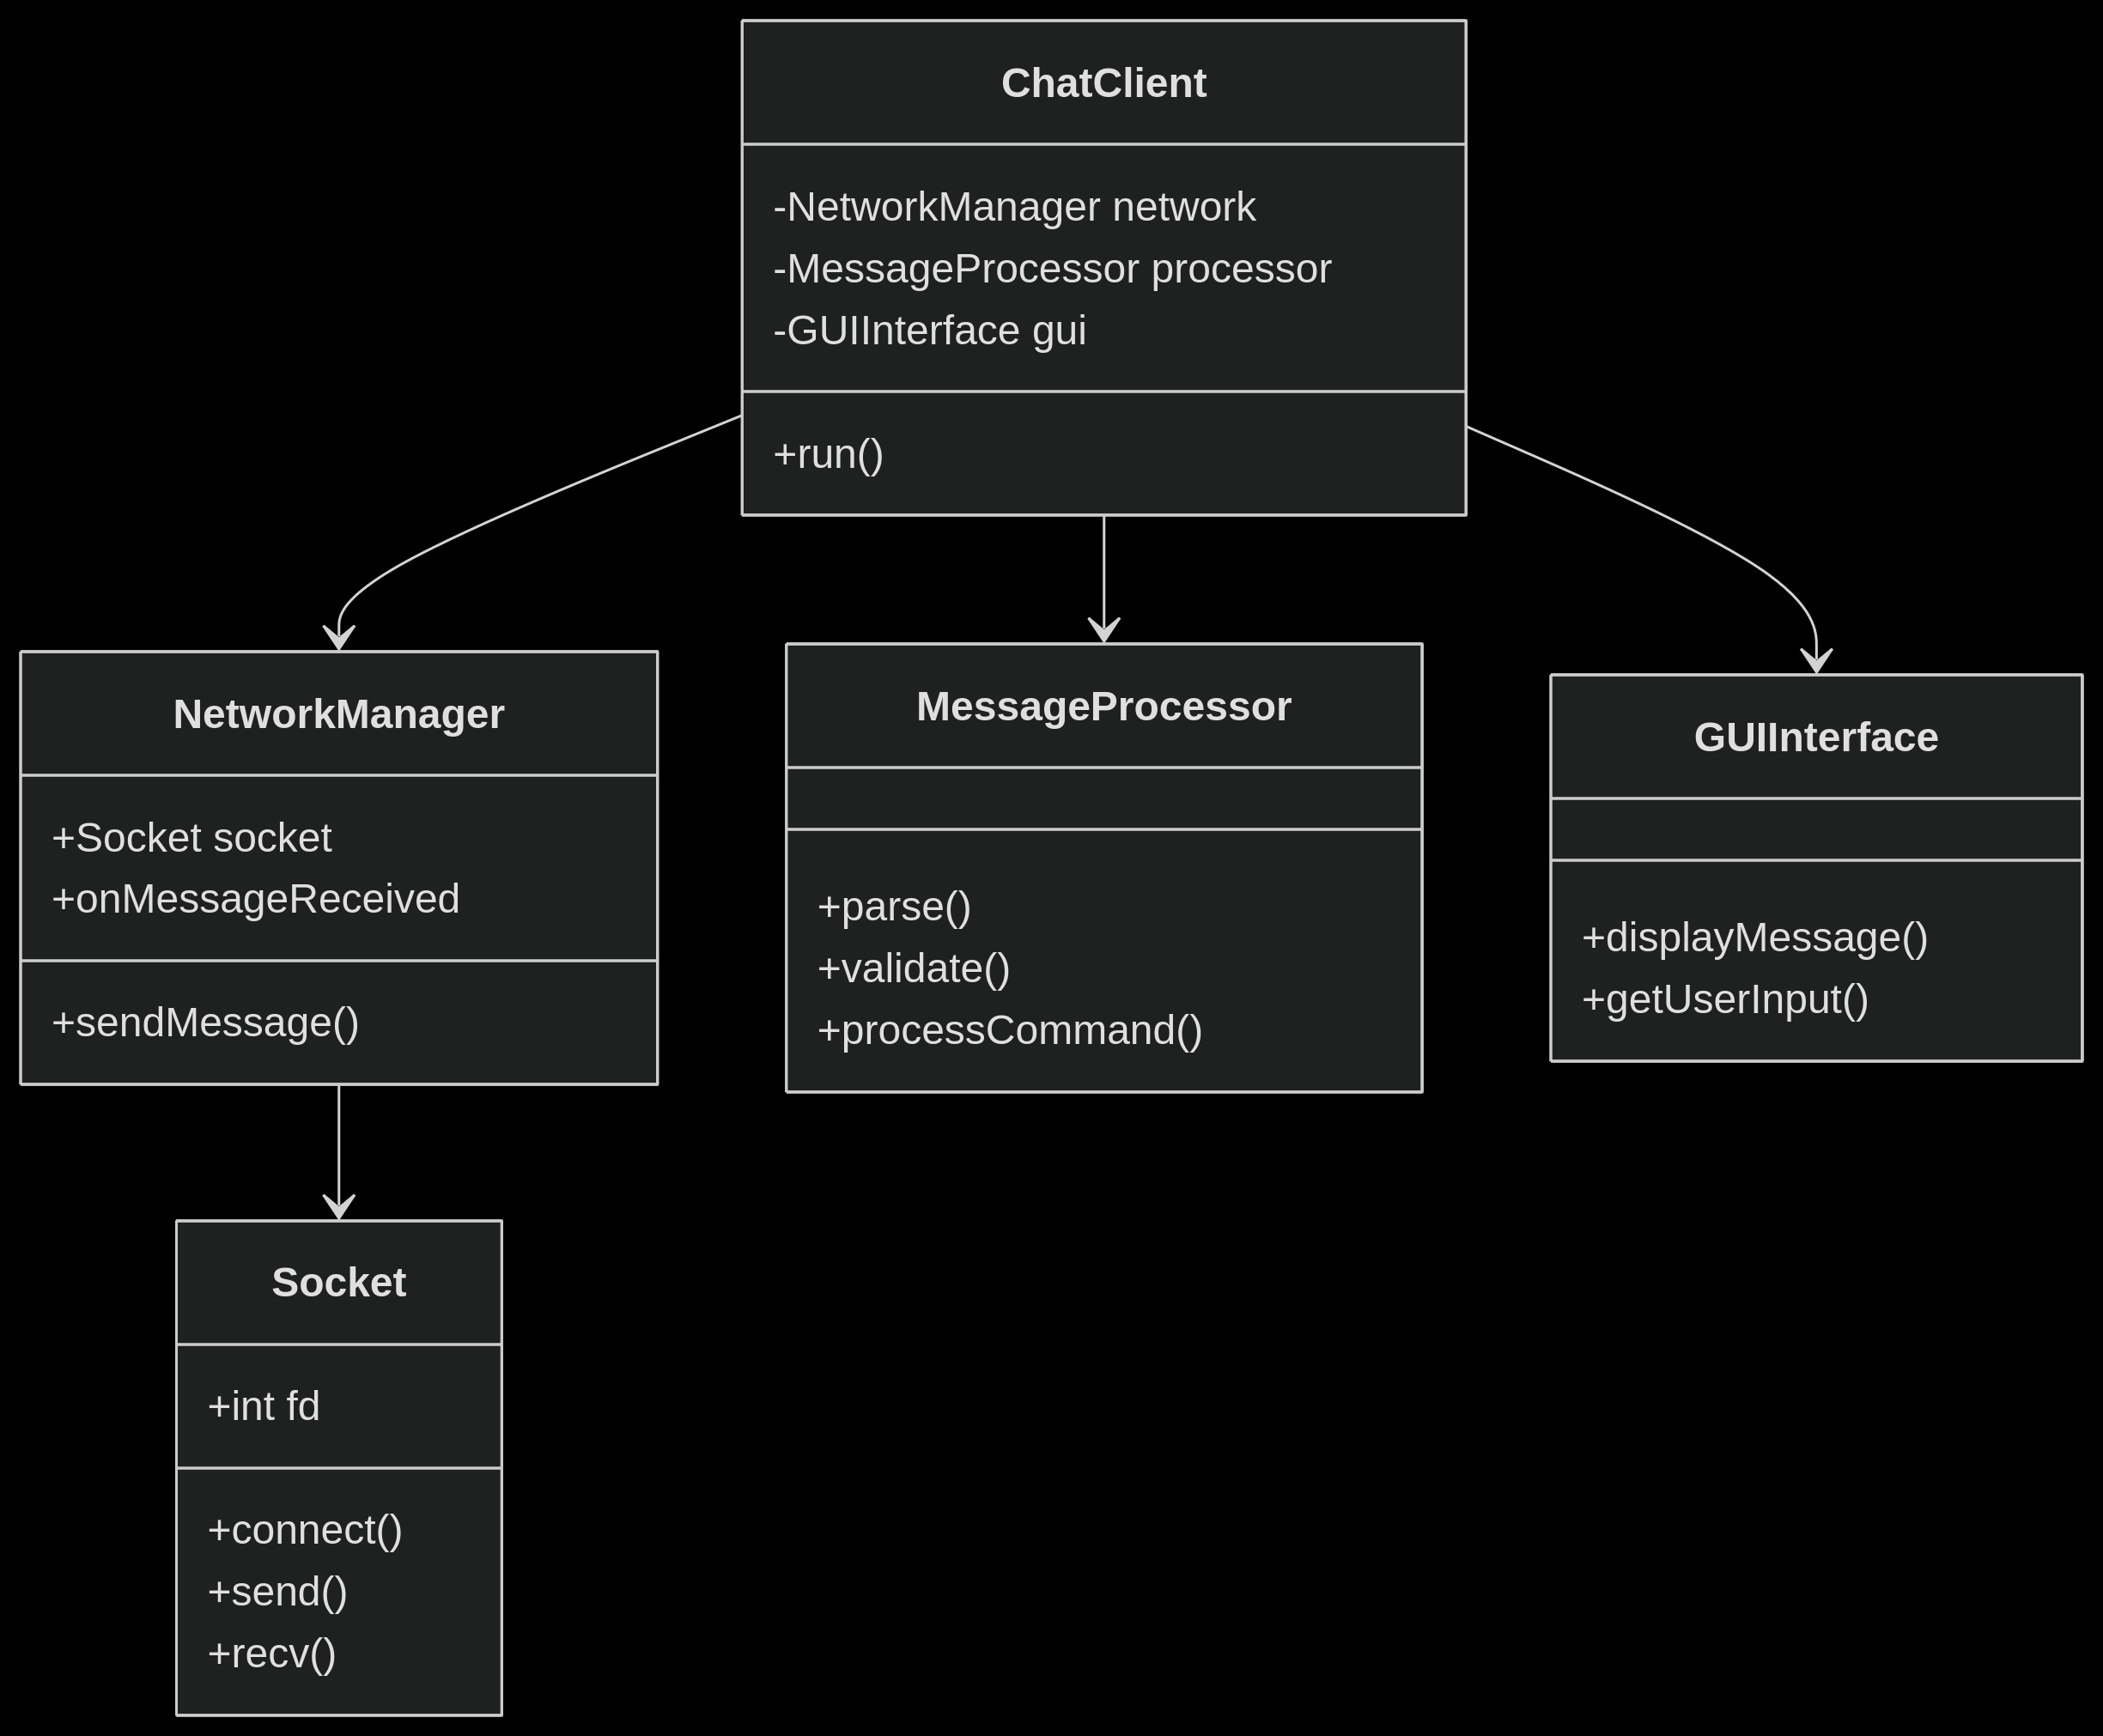 ChatClient
-NetworkManager network
-MessageProcessor processor
-GUIInterface gui
+run()
NetworkManager
+Socket socket
+onMessageReceived
+sendMessage()
MessageProcessor
+parse()
+validate()
+processCommand()
GUIInterface
+displayMessage()
+getUserInput()
Socket
+int fd
+connect()
+send()
+recv()